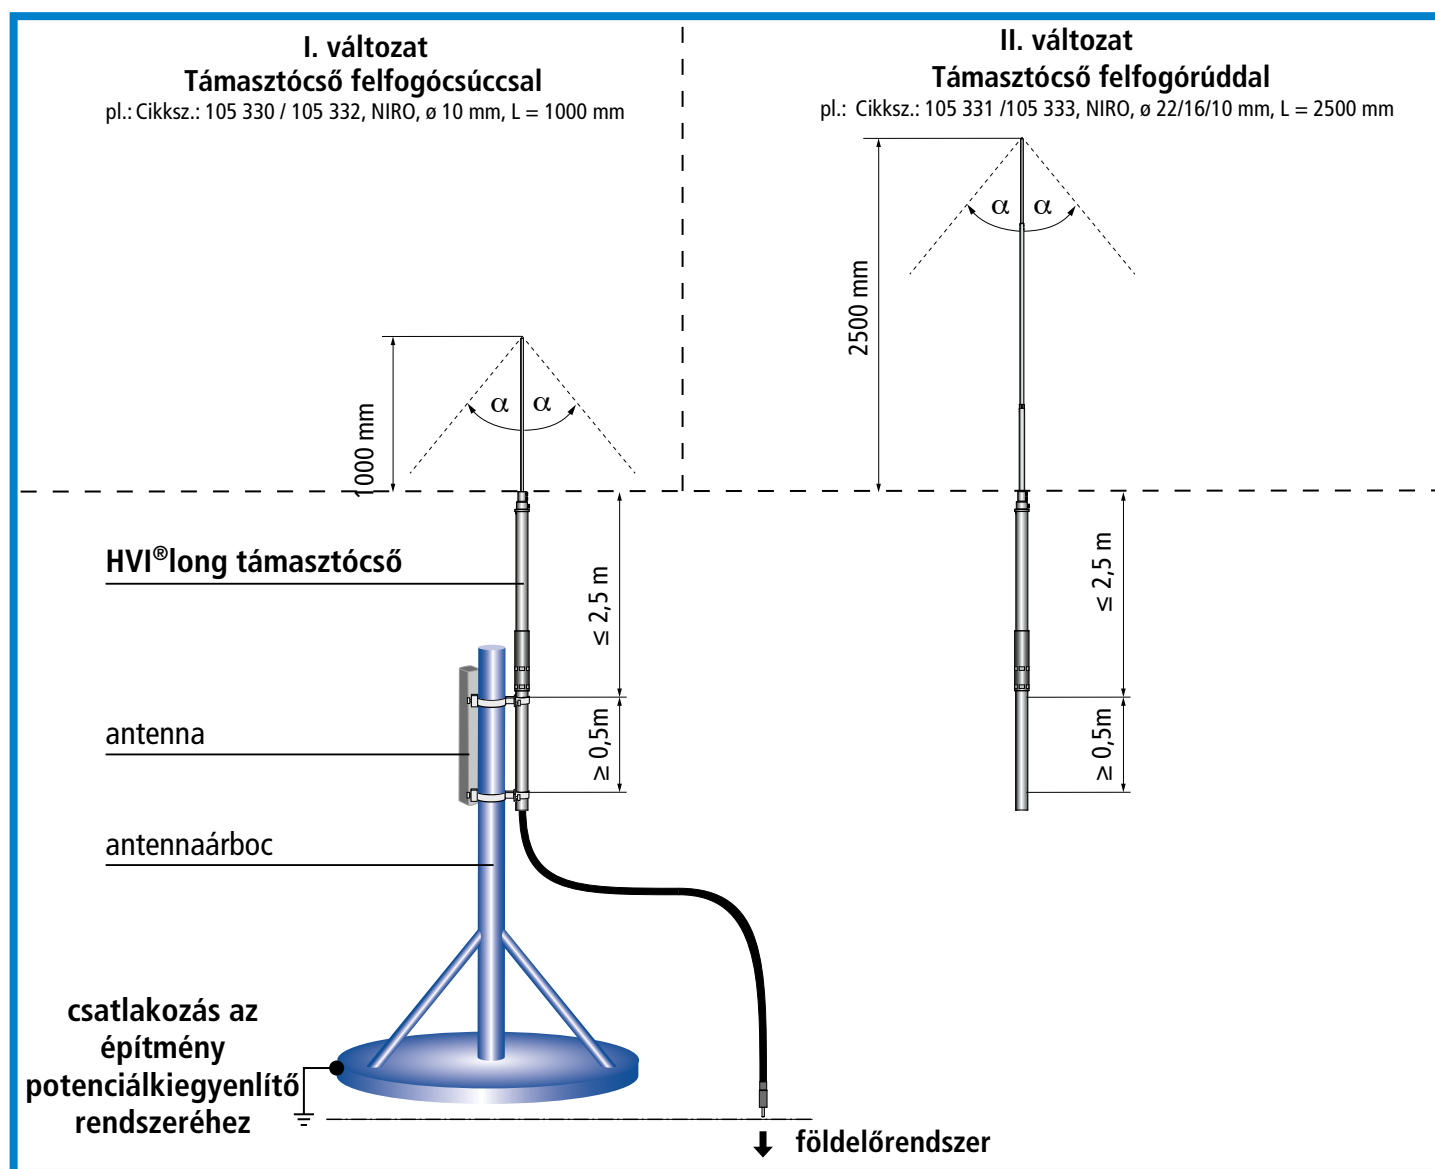 I. változat
Támasztócső felfogócsúccsal
pl.: Cikksz.: 105 330 / 105 332, NIRO, ø 10 mm, L = 1000 mm
II. változat
Támasztócső felfogórúddal
pl.: Cikksz.: 105 331 /105 333, NIRO, ø 22/16/10 mm, L = 2500 mm
α α
2500 mm
α α
1000 mm
HVI®long támasztócső
≤ 2,5 m
≤ 2,5 m
antenna
≥ 0,5m
≥ 0,5m
antennaárboc
csatlakozás az
építmény
potenciálkiegyenlítő
rendszeréhez
földelőrendszer